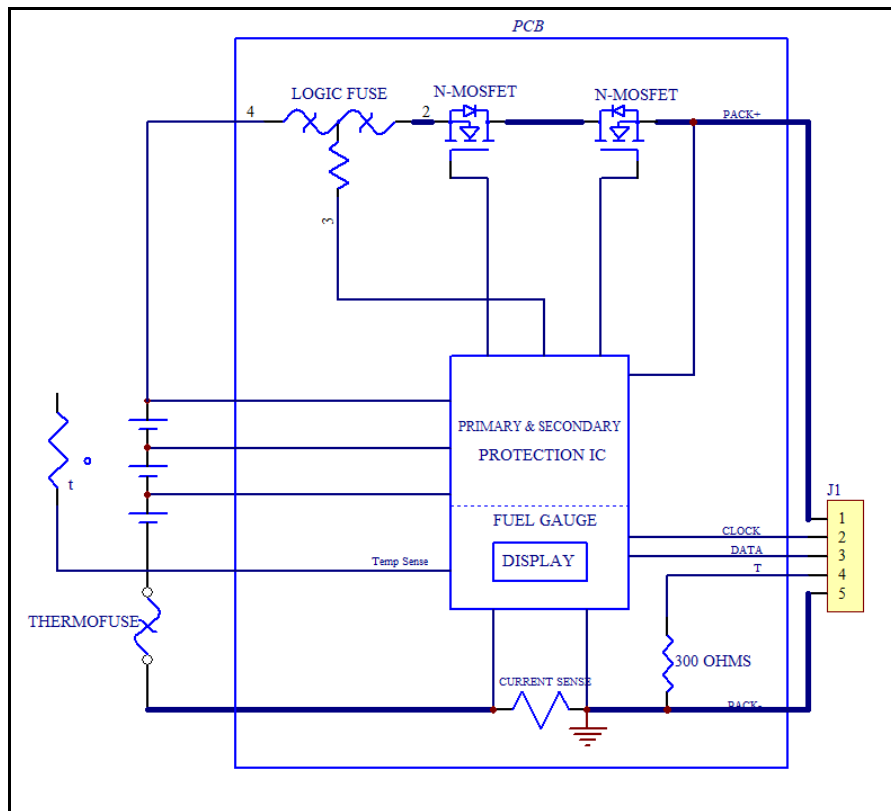 PCB
LOGIC FUSE
N-MOSFET
N-MOSFET
4
2
PACK+
3
PRIMARY & SECONDARY
PROTECTION IC
t
J1
FUEL GAUGE
1
CLOCK
2
DATA
3
DISPLAY
Temp Sense
T
4
5
THERMOFUSE
300 OHMS
CURRENT SENSE
PACK-